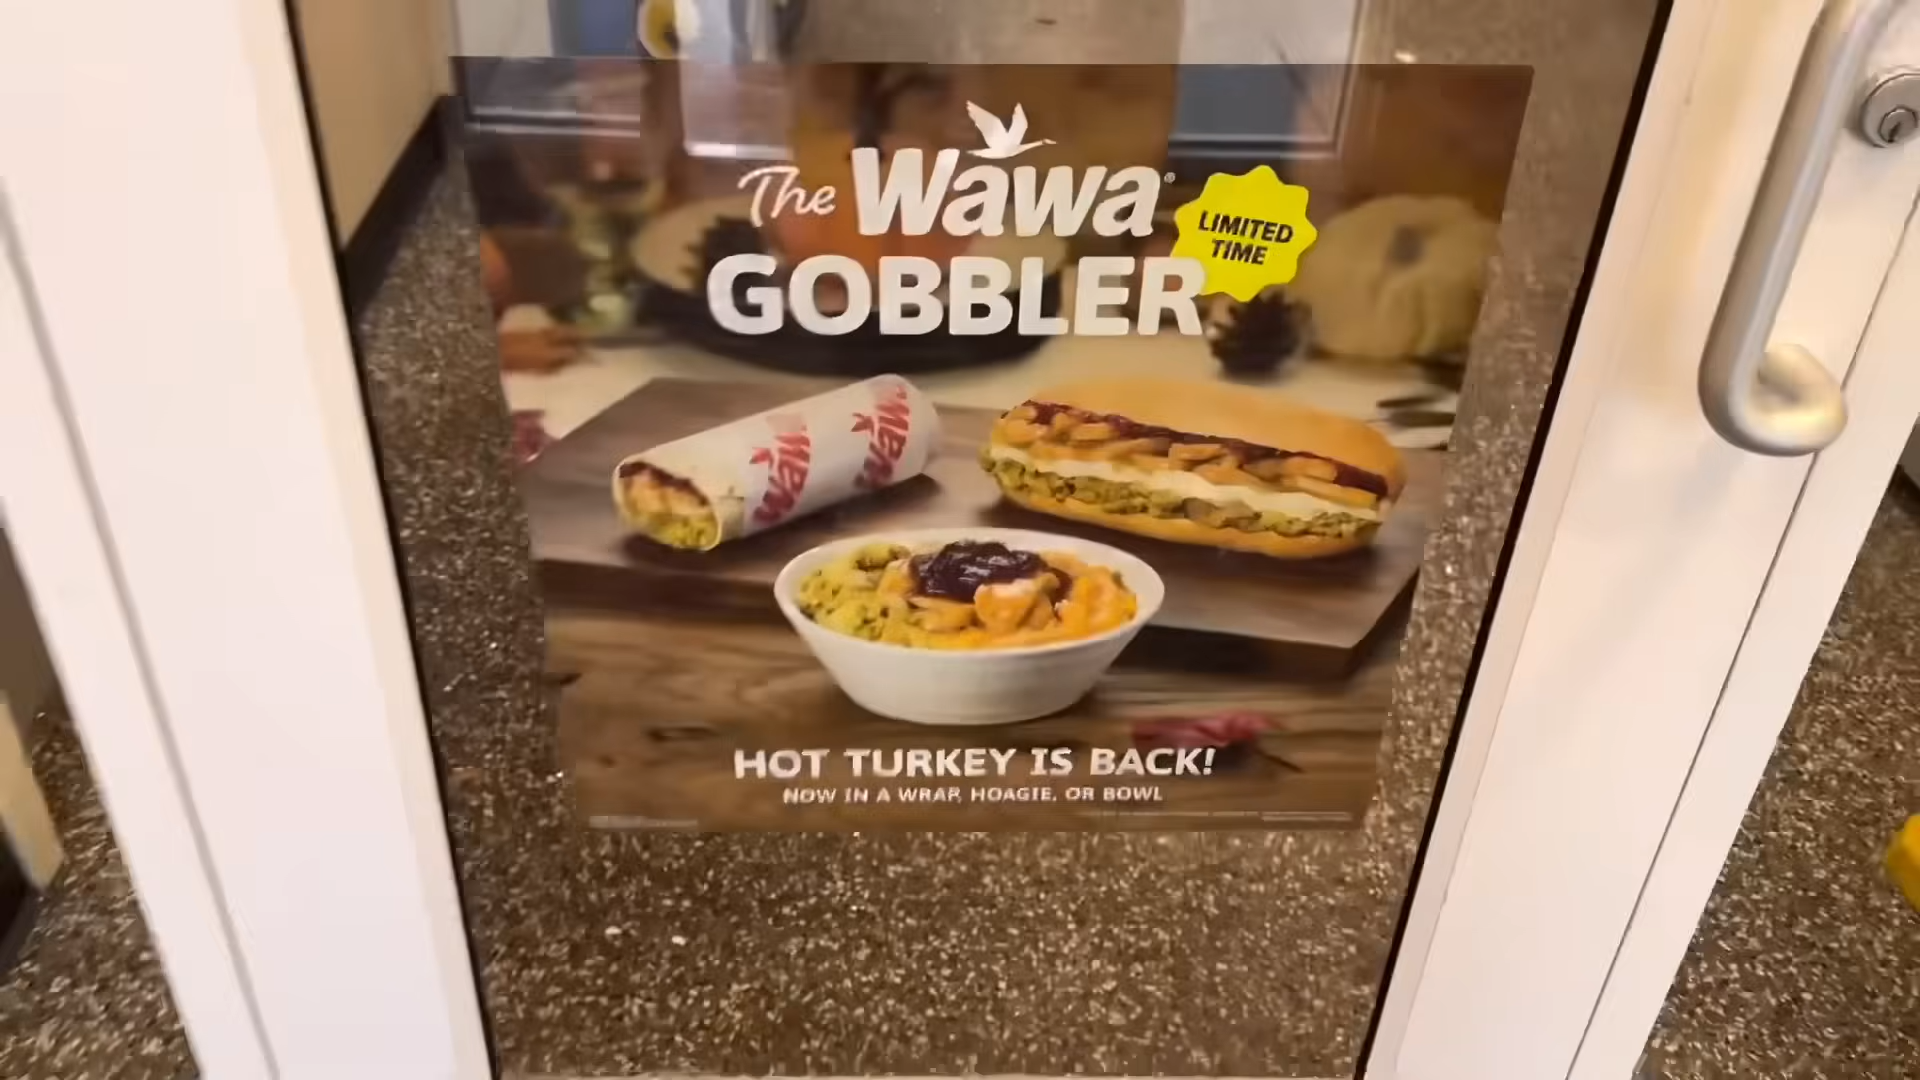 The Wawa
GOBBLER
LIMITED
TIME
Wawa
Wawa
HOT TURKEY IS BACK!
NOW IN A WRAP, HOAGIE, OR BOWL